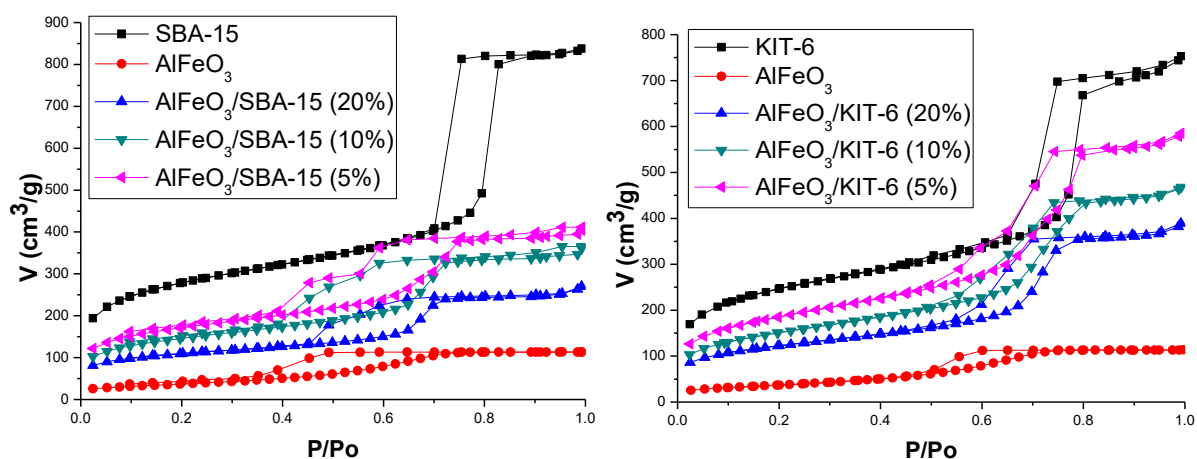 900
800
700
600
500
400
300
200
100
0
V (cm³/g)
SBA-15
AlFeO₃
AlFeO₃/SBA-15 (20%)
AlFeO₃/SBA-15 (10%)
AlFeO₃/SBA-15 (5%)
0.0 0.2 0.4 0.6 0.8 1.0
P/Po
800
700
600
500
400
300
200
100
0
V (cm³/g)
KIT-6
AlFeO₃
AlFeO₃/KIT-6 (20%)
AlFeO₃/KIT-6 (10%)
AlFeO₃/KIT-6 (5%)
0.0 0.2 0.4 0.6 0.8 1.0
P/Po